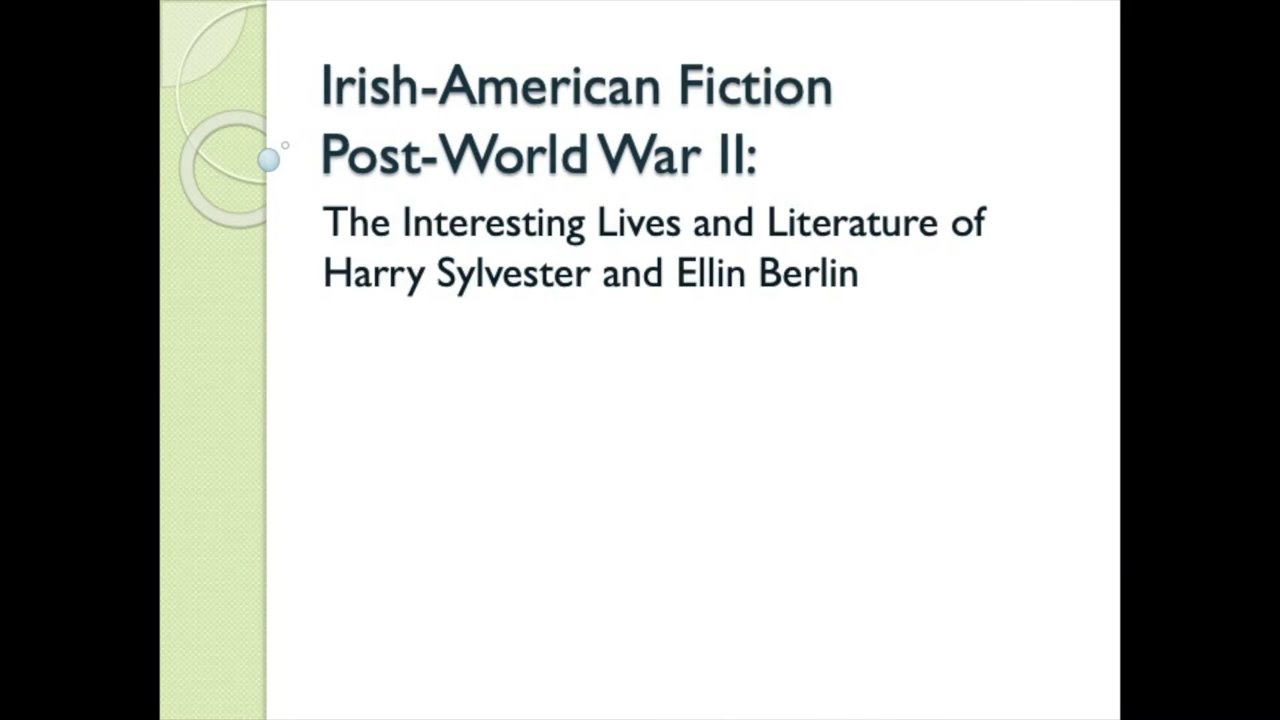 Irish-American Fiction
Post-World War II:
The Interesting Lives and Literature of
Harry Sylvester and Ellin Berlin